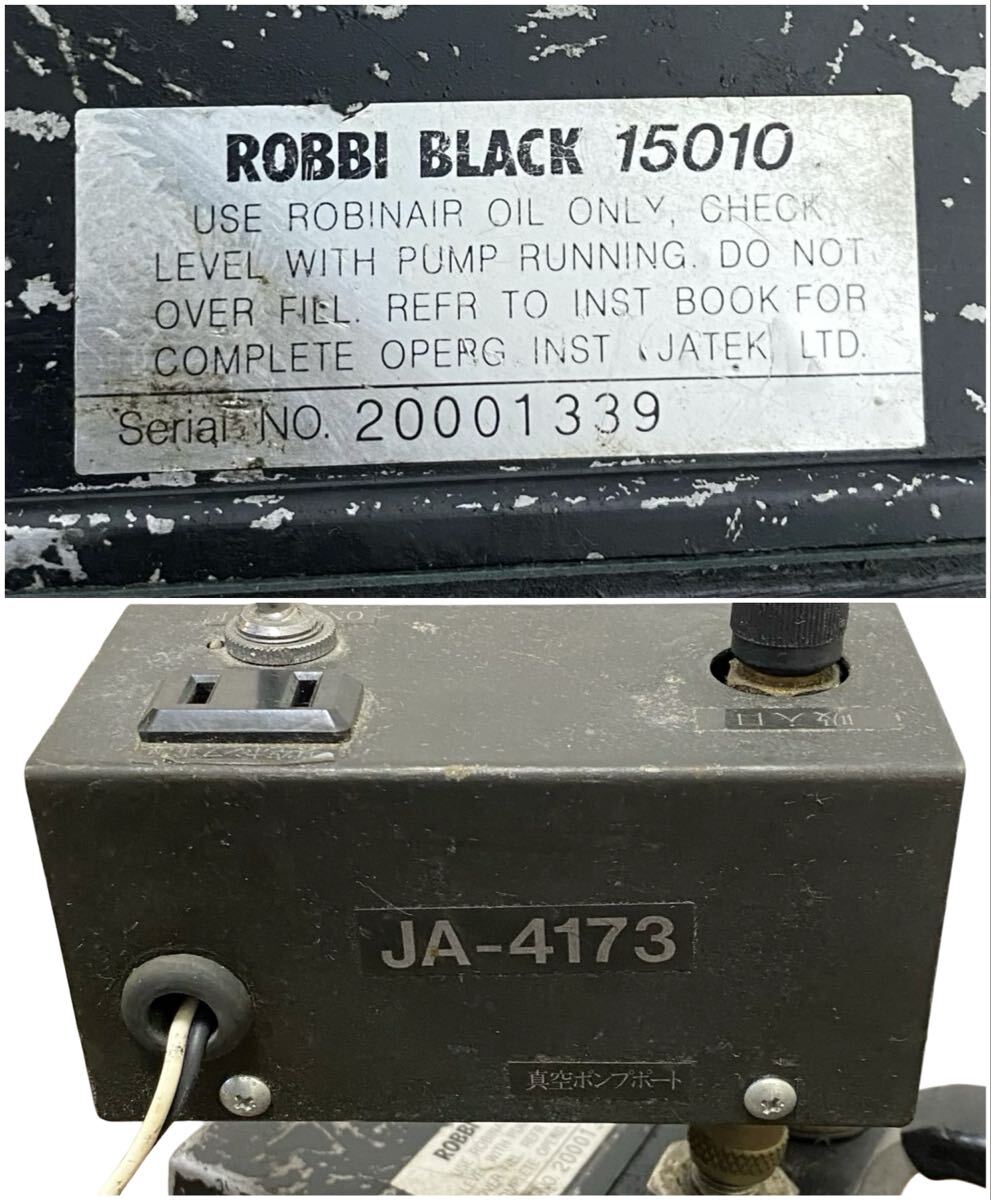 ROBBI BLACK 15010
USE ROBINAIR OIL ONLY, CHECK
LEVEL WITH PUMP RUNNING. DO NOT
OVER FILL. REFR TO INST BOOK FOR
COMPLETE OPERG INST (JATEK) LTD.
Serial NO. 20001339
吸入口
JA-4173
真空ポンプポート
ROBBI